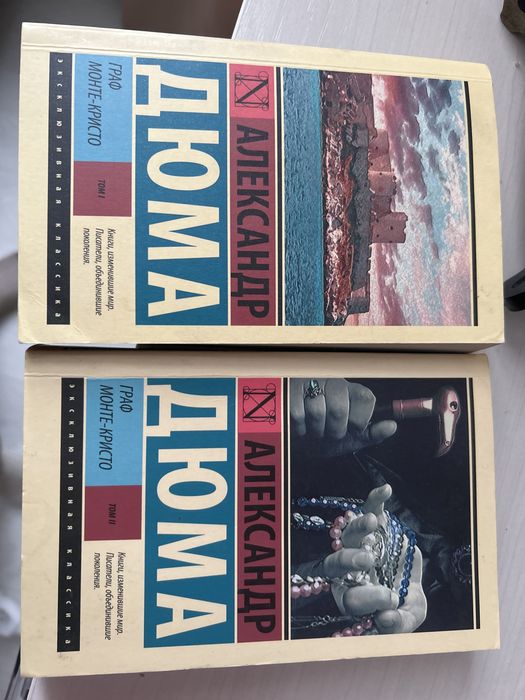 АЛЕКСАНДР
ДЮМА
ГРАФ
МОНТЕ-КРИСТО
ТОМ I
Книги, изменившие мир.
Писатели, объединившие
поколения.
ЭКСКЛЮЗИВНАЯ КЛАССИКА
АЛЕКСАНДР
ДЮМА
ГРАФ
МОНТЕ-КРИСТО
ТОМ II
Книги, изменившие мир.
Писатели, объединившие
поколения.
ЭКСКЛЮЗИВНАЯ КЛАССИКА